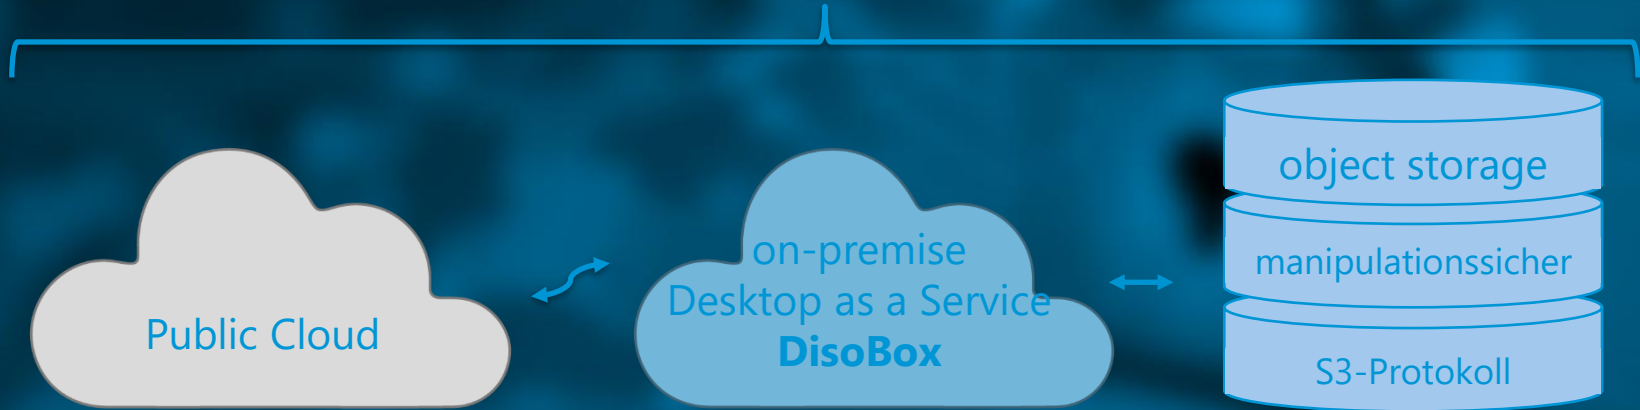 Public Cloud
on-premise
Desktop as a Service
DisoBox
object storage
manipulationssicher
S3-Protokoll